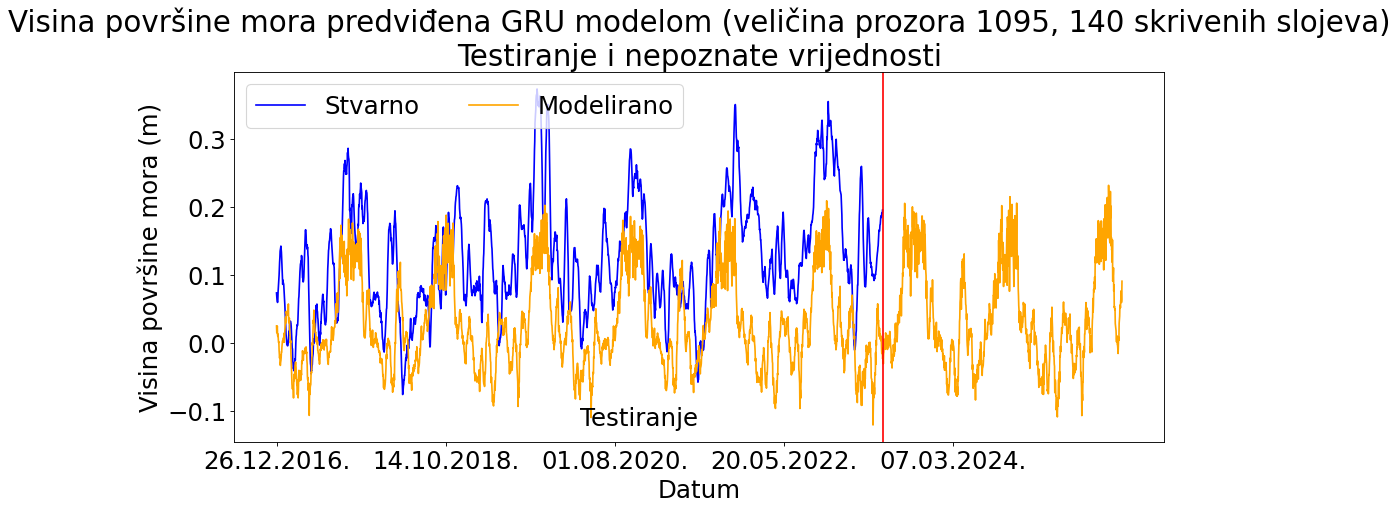 Visina površine mora predviđena GRU modelom (veličina prozora 1095, 140 skrivenih slojeva)
Testiranje i nepoznate vrijednosti
Stvarno Modelirano
Visina površine mora (m)
0.3
0.2
0.1
0.0
−0.1
Testiranje
26.12.2016. 14.10.2018. 01.08.2020. 20.05.2022. 07.03.2024.
Datum